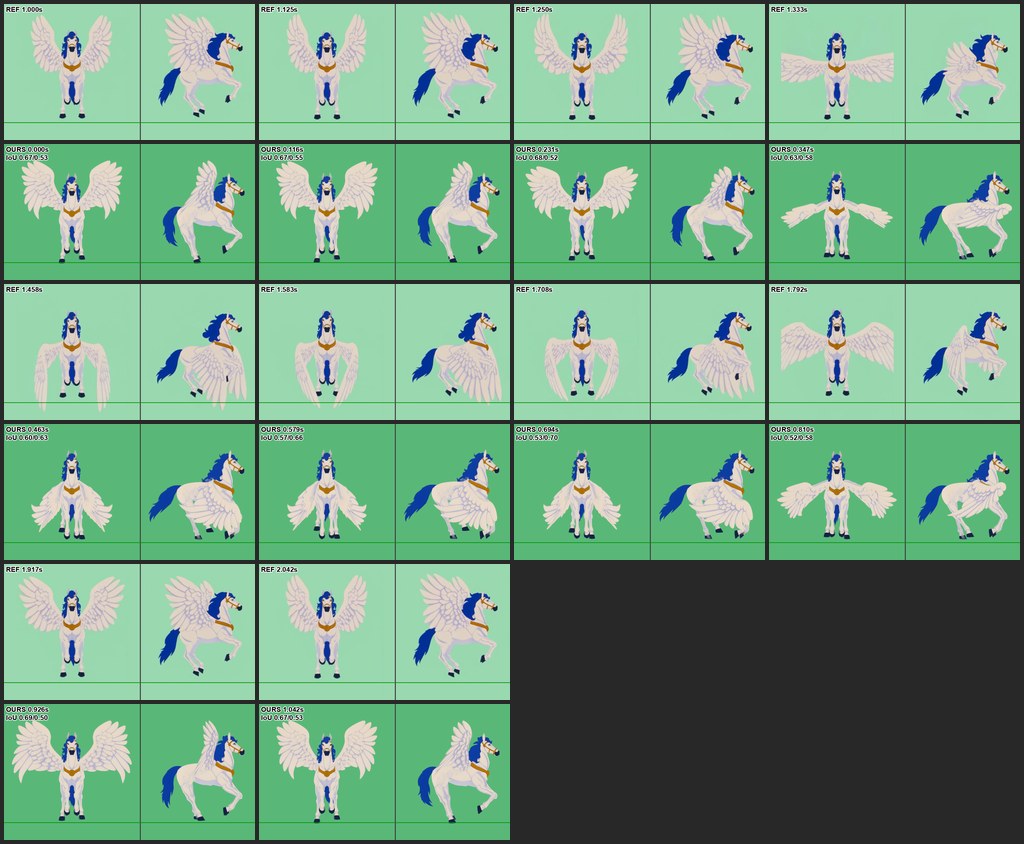 REF 1.000s
REF 1.125s
REF 1.250s
REF 1.333s
OURS 0.000s
IoU 0.67/0.53
OURS 0.116s
IoU 0.67/0.55
OURS 0.231s
IoU 0.68/0.52
OURS 0.347s
IoU 0.63/0.58
REF 1.458s
REF 1.583s
REF 1.708s
REF 1.792s
OURS 0.463s
IoU 0.60/0.63
OURS 0.579s
IoU 0.57/0.66
OURS 0.694s
IoU 0.53/0.70
OURS 0.810s
IoU 0.52/0.58
REF 1.917s
REF 2.042s
OURS 0.926s
IoU 0.69/0.50
OURS 1.042s
IoU 0.67/0.53